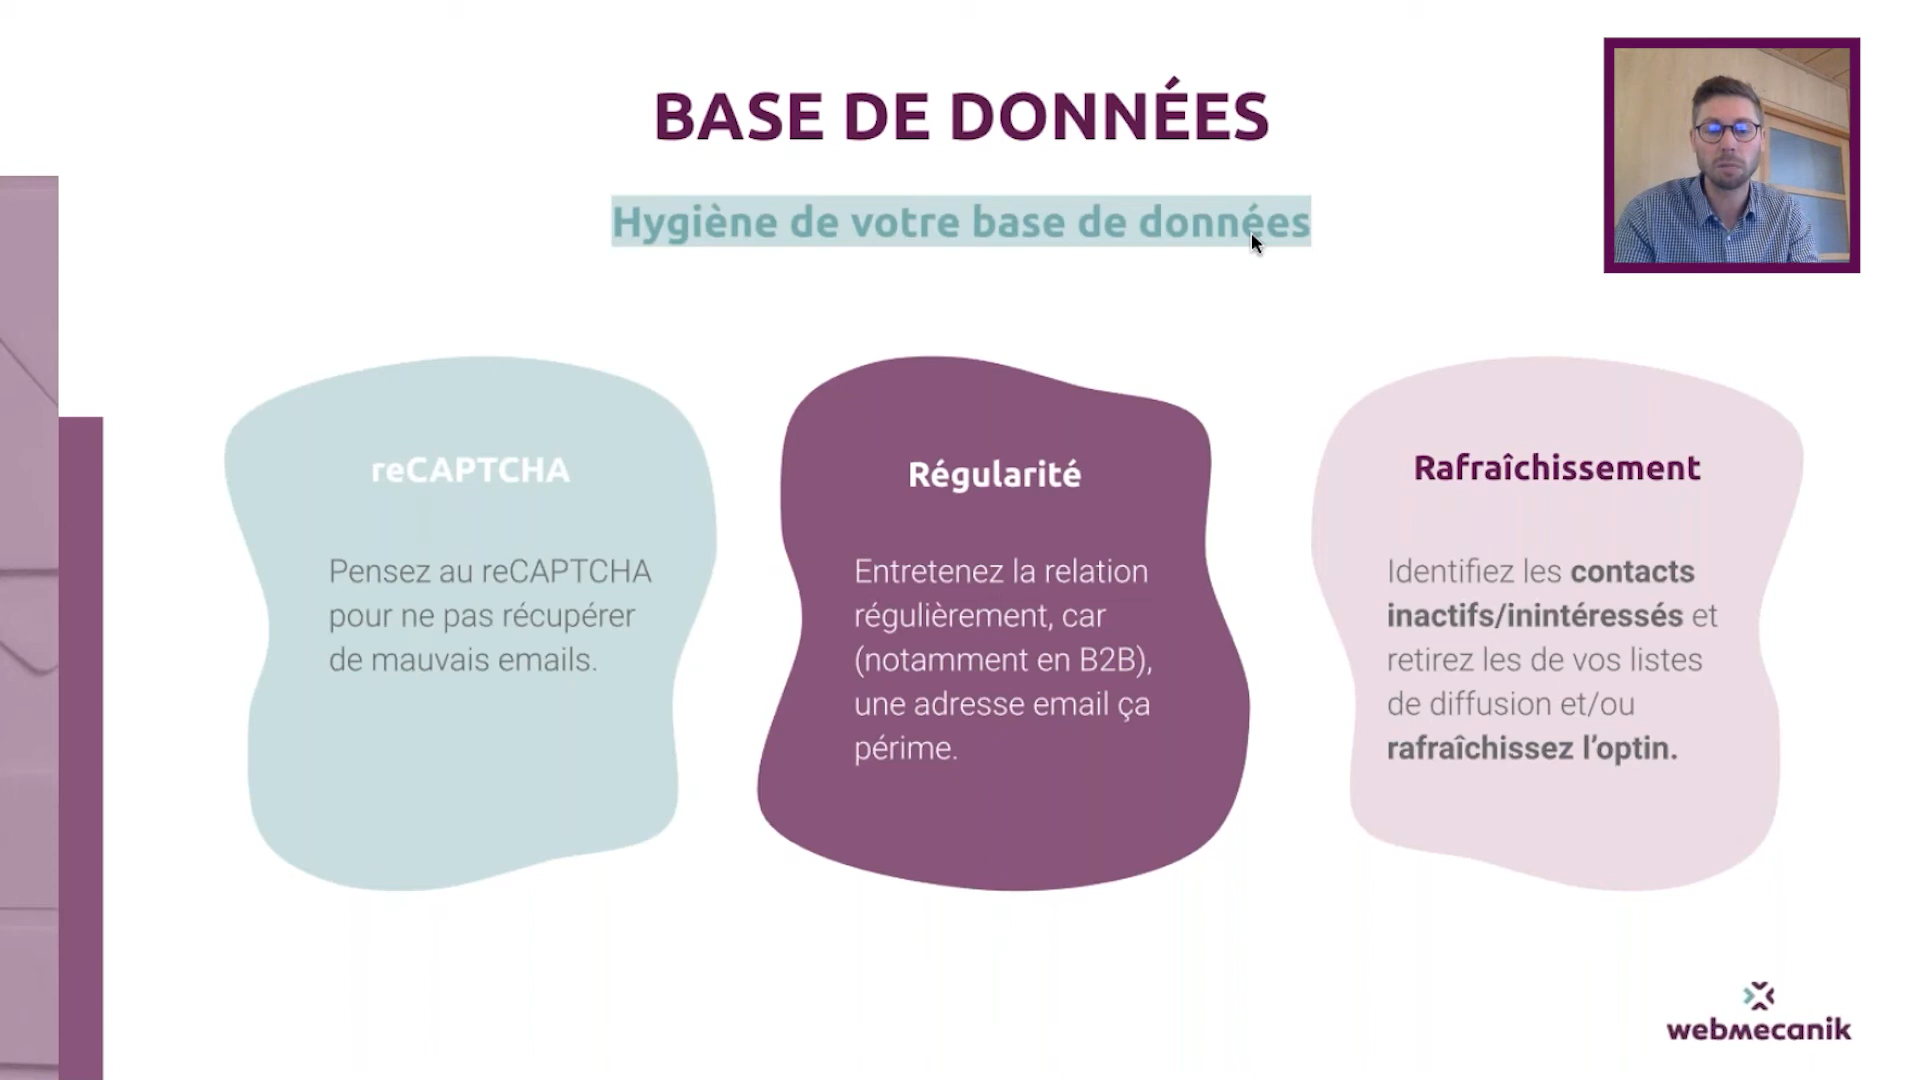 BASE DE DONNÉES
Hygiène de votre base de données
reCAPTCHA
Pensez au reCAPTCHA
pour ne pas récupérer
de mauvais emails.
Régularité
Entretenez la relation
régulièrement, car
(notamment en B2B),
une adresse email ça
périme.
Rafraîchissement
Identifiez les contacts
inactifs/inintéressés et
retirez les de vos listes
de diffusion et/ou
rafraîchissez l’optin.
webmecanik